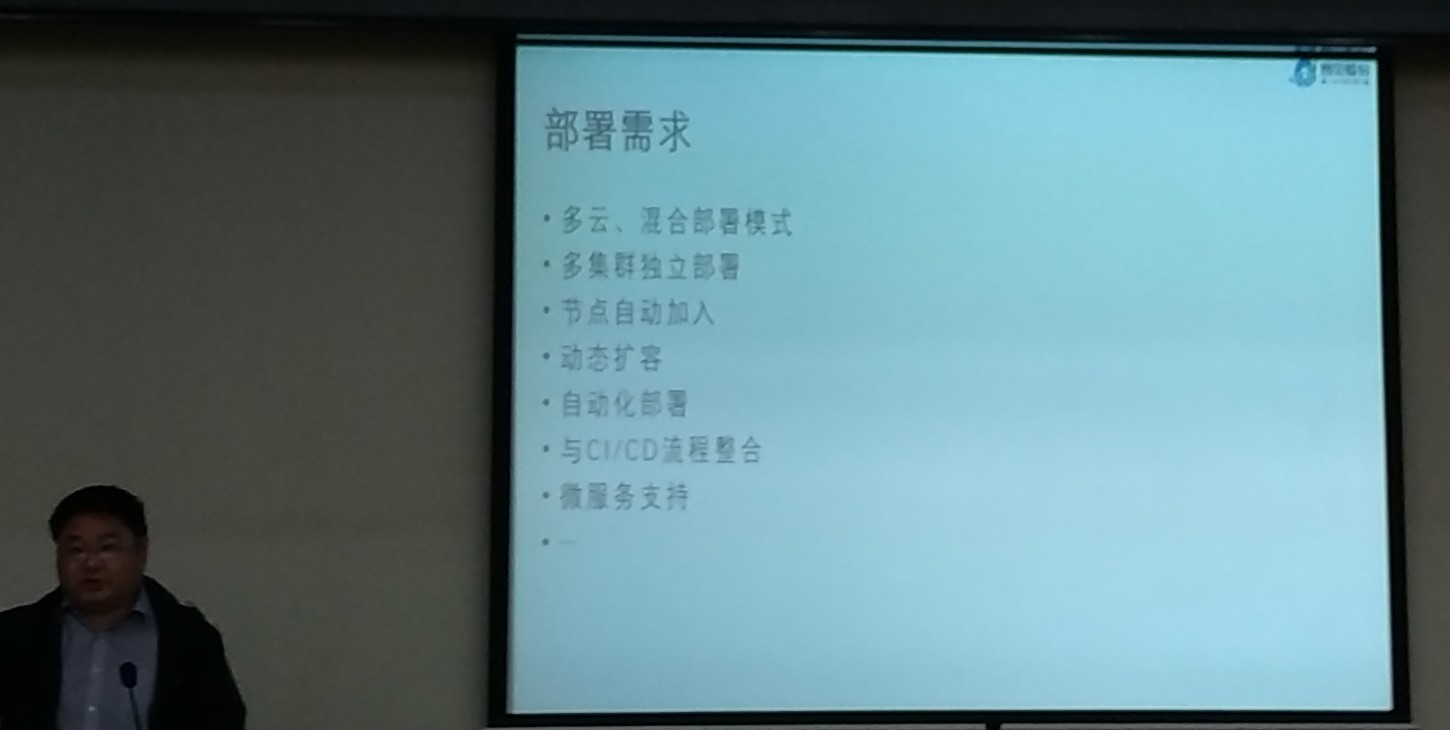 部署需求
• 多云、混合部署模式
• 多集群独立部署
• 节点自动加入
• 动态扩容
• 自动化部署
• 与CI/CD流程整合
• 微服务支持
• ...